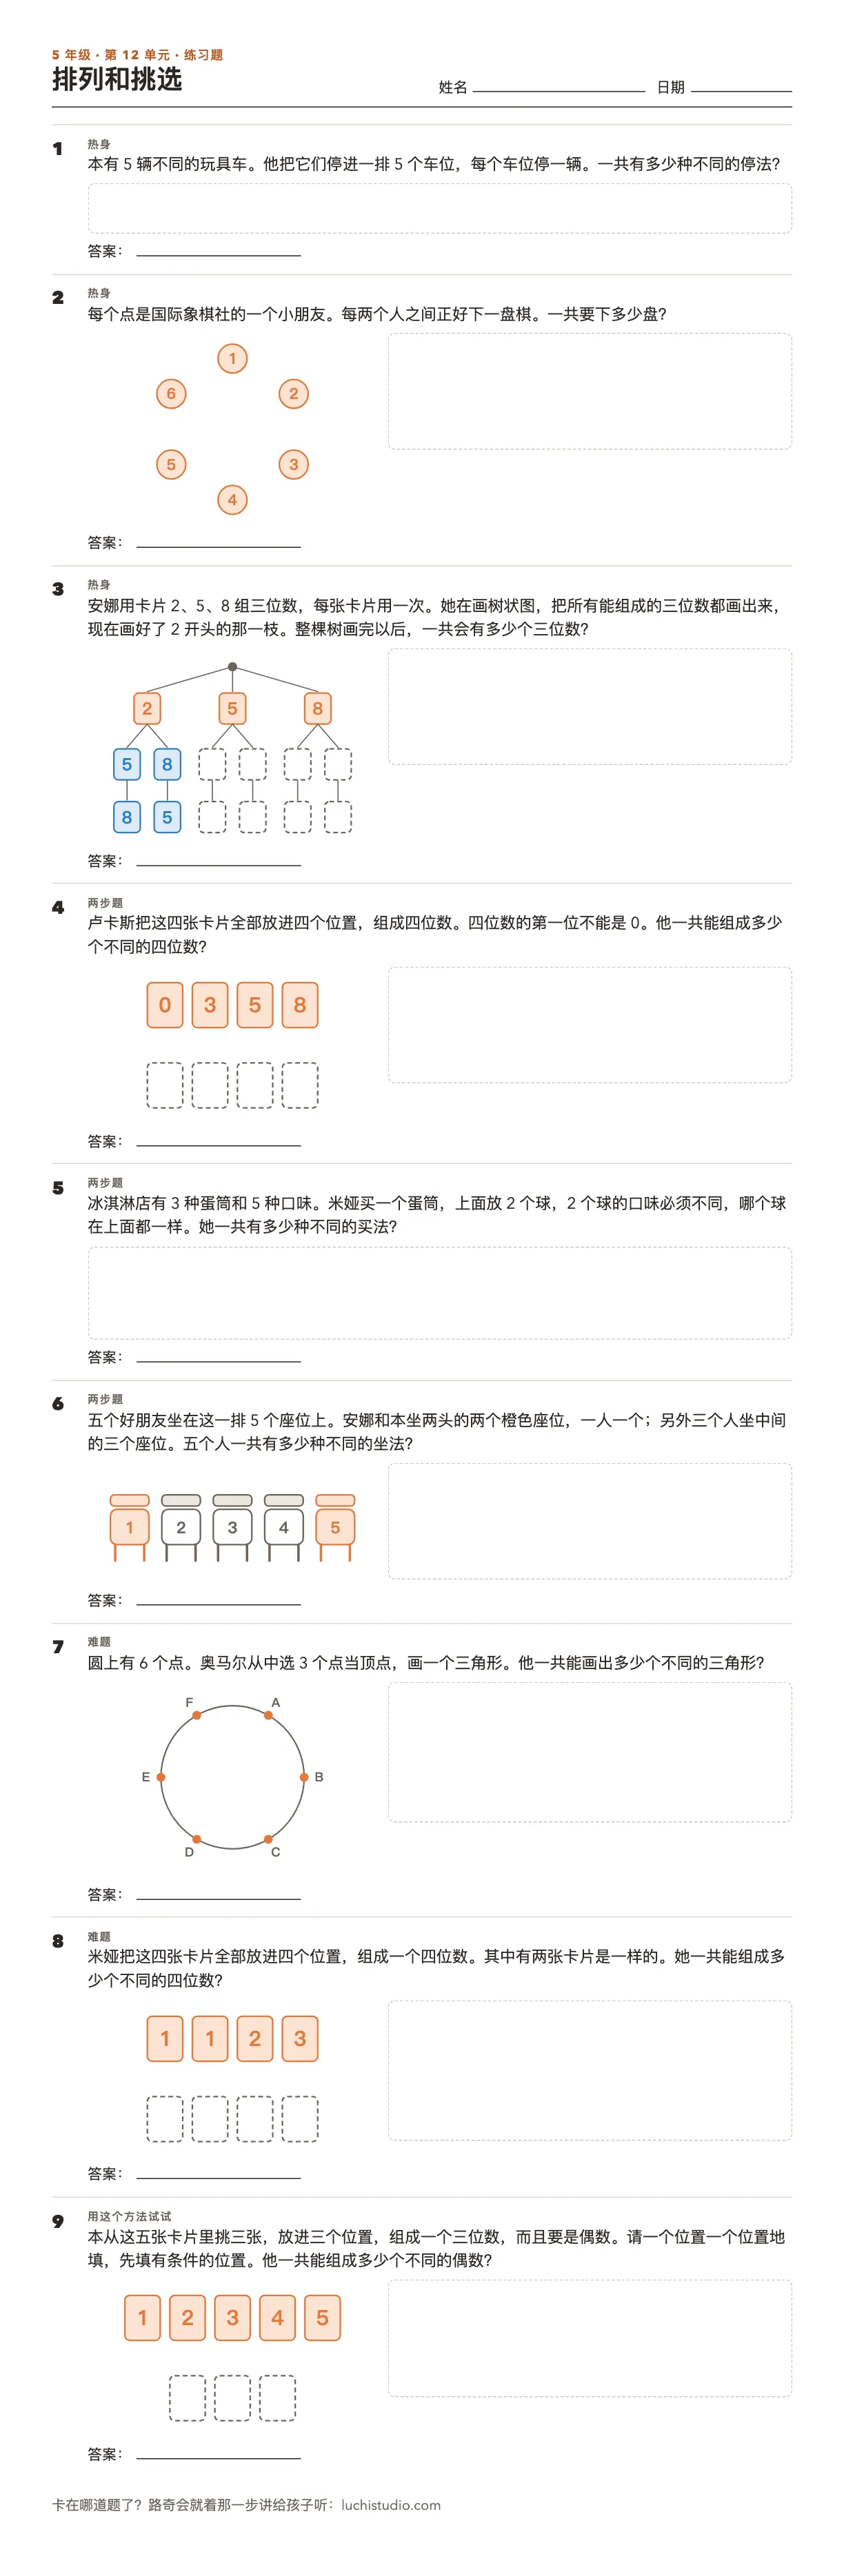 5 年级 · 第 12 单元 · 练习题
排列和挑选
姓名
日期
1
热身
本有 5 辆不同的玩具车。他把它们停进一排 5 个车位，每个车位停一辆。一共有多少种不同的停法？
答案：
2
热身
每个点是国际象棋社的一个小朋友。每两个人之间正好下一盘棋。一共要下多少盘？
1
6
2
5
3
4
答案：
3
热身
安娜用卡片 2、5、8 组三位数，每张卡片用一次。她在画树状图，把所有能组成的三位数都画出来，
现在画好了 2 开头的那一枝。整棵树画完以后，一共会有多少个三位数？
2 5 8
5 8
8 5
答案：
4
两步题
卢卡斯把这四张卡片全部放进四个位置，组成四位数。四位数的第一位不能是 0。他一共能组成多少
个不同的四位数？
0 3 5 8
答案：
5
两步题
冰淇淋店有 3 种蛋筒和 5 种口味。米娅买一个蛋筒，上面放 2 个球，2 个球的口味必须不同，哪个球
在上面都一样。她一共有多少种不同的买法？
答案：
6
两步题
五个好朋友坐在这一排 5 个座位上。安娜和本坐两头的两个橙色座位，一人一个；另外三个人坐中间
的三个座位。五个人一共有多少种不同的坐法？
1 2 3 4 5
答案：
7
难题
圆上有 6 个点。奥马尔从中选 3 个点当顶点，画一个三角形。他一共能画出多少个不同的三角形？
F A
E B
D C
答案：
8
难题
米娅把这四张卡片全部放进四个位置，组成一个四位数。其中有两张卡片是一样的。她一共能组成多
少个不同的四位数？
1 1 2 3
答案：
9
用这个方法试试
本从这五张卡片里挑三张，放进三个位置，组成一个三位数，而且要是偶数。请一个位置一个位置地
填，先填有条件的位置。他一共能组成多少个不同的偶数？
1 2 3 4 5
答案：
卡在哪道题了？路奇会就着那一步讲给孩子听：luchistudio.com